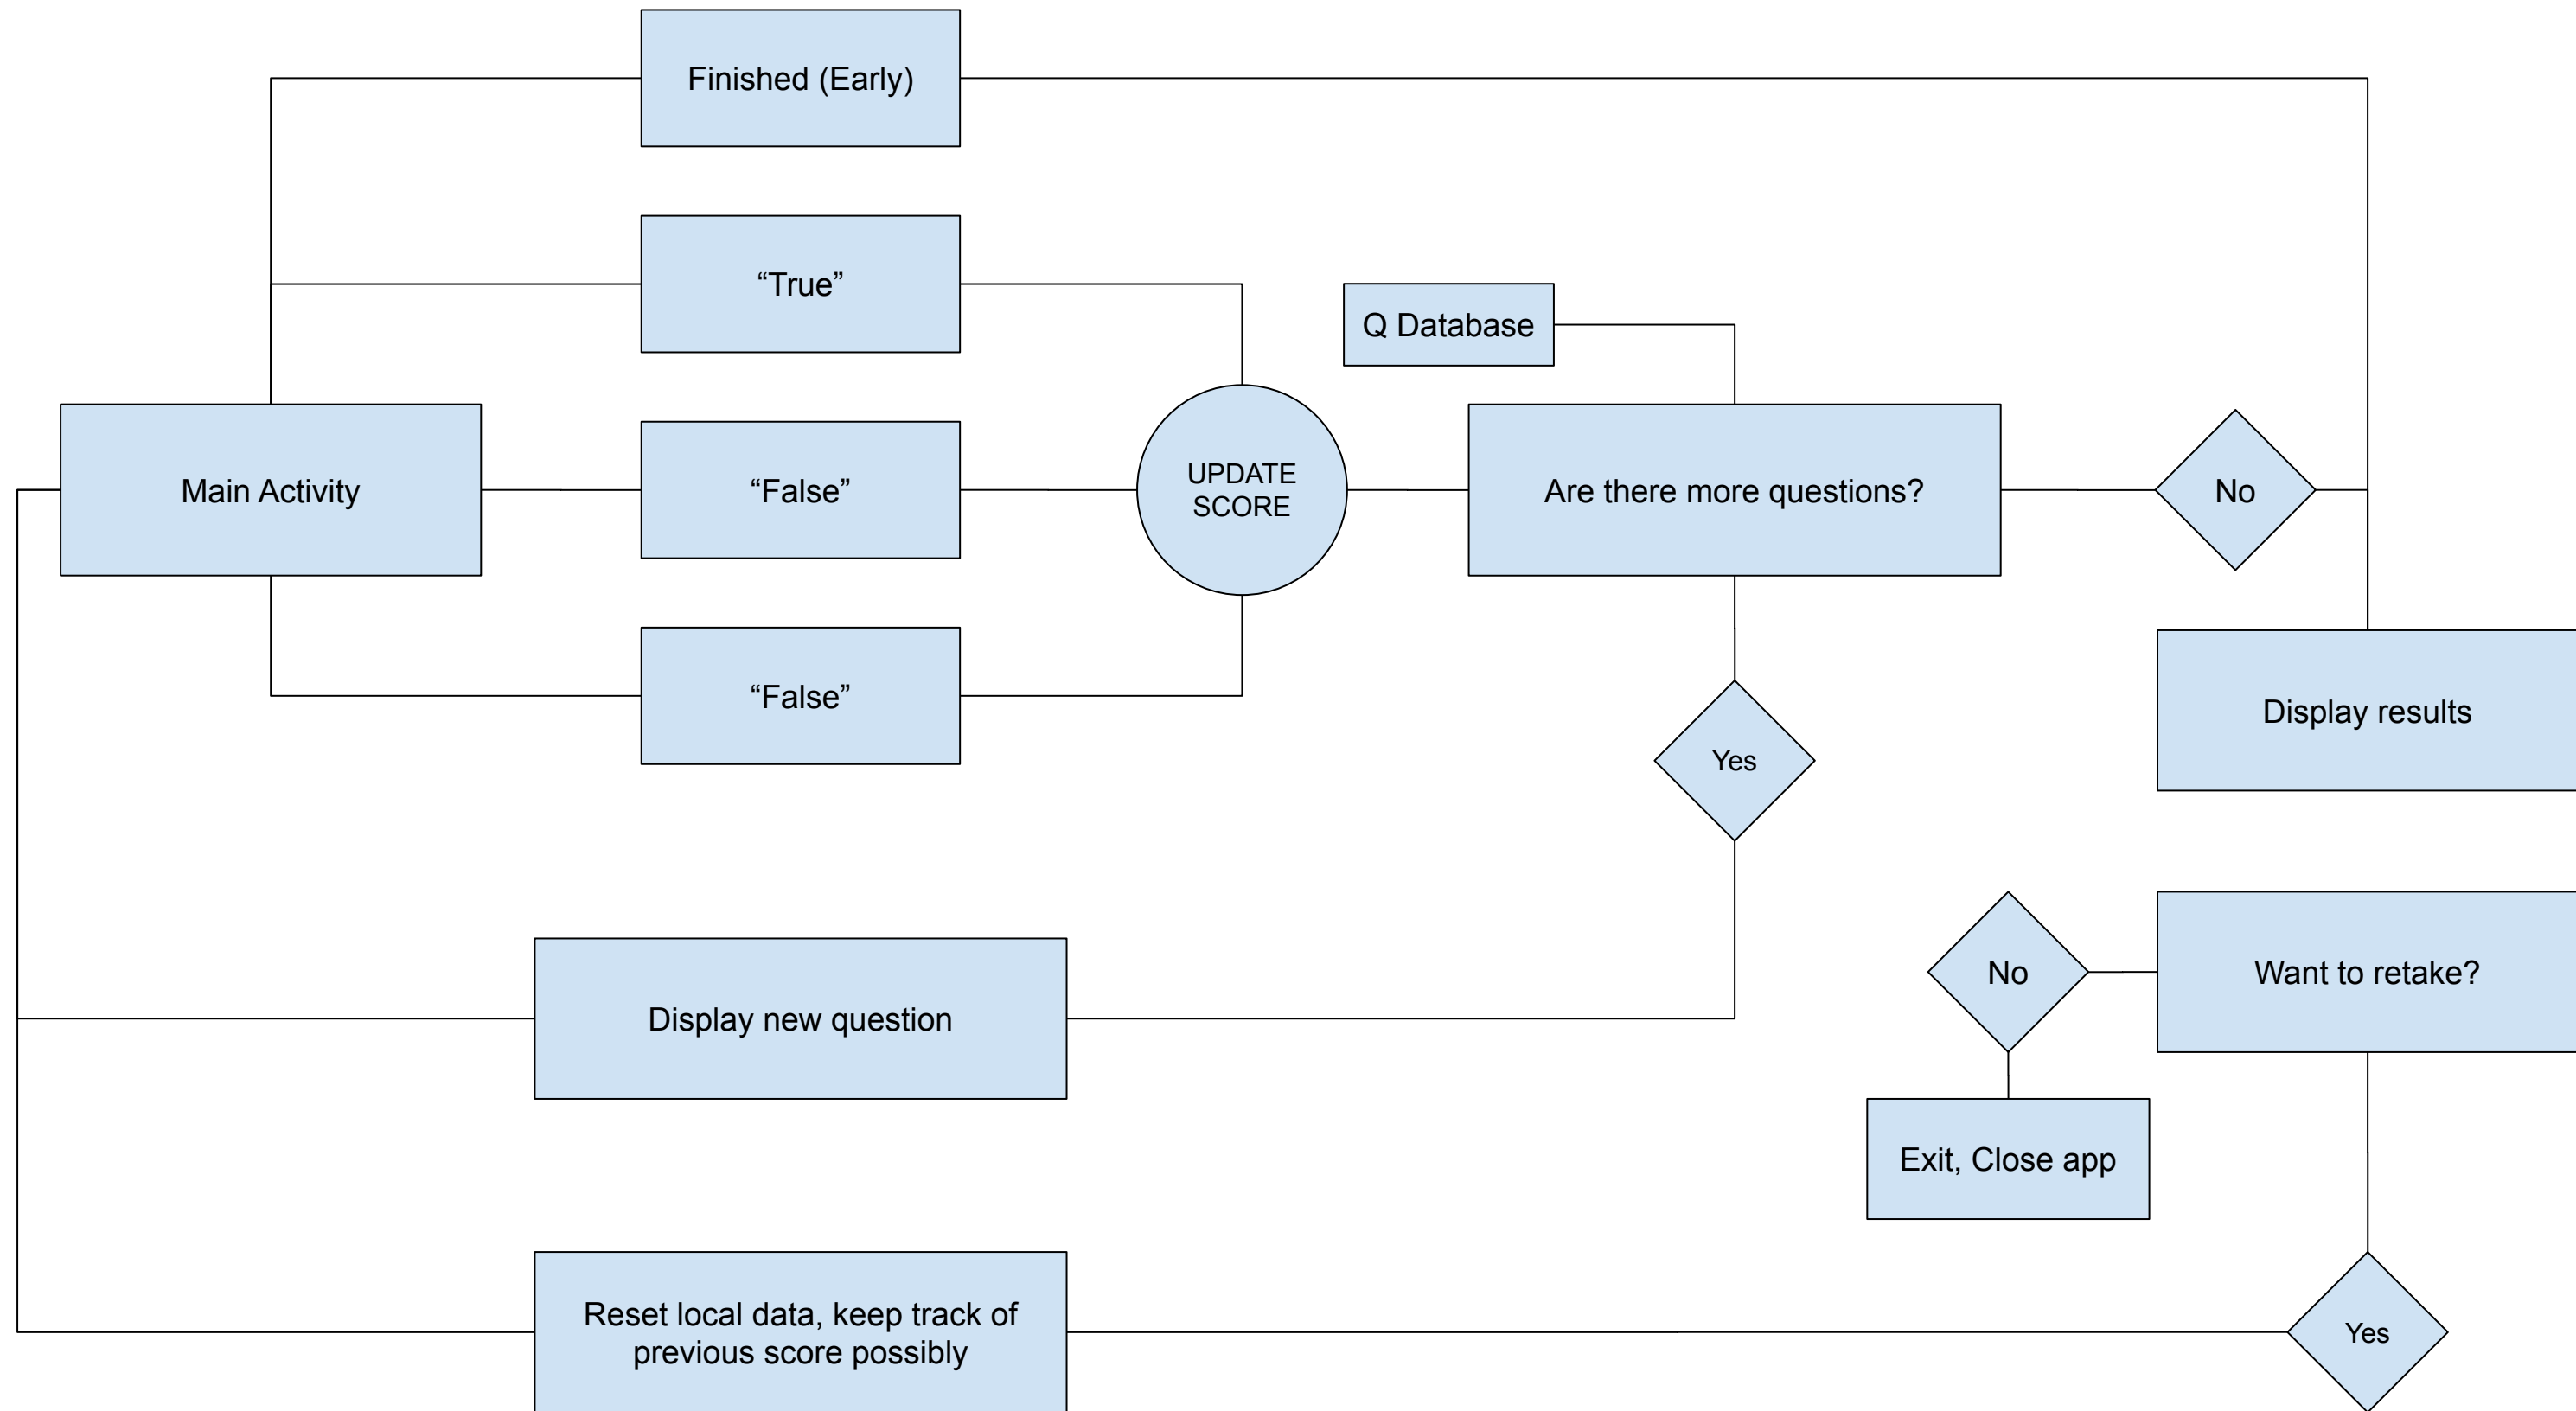 Finished (Early)
“True”
Q Database
Main Activity
“False”
UPDATE
SCORE
Are there more questions?
No
“False”
Display results
Yes
No
Want to retake?
Display new question
Exit, Close app
Reset local data, keep track of
previous score possibly
Yes